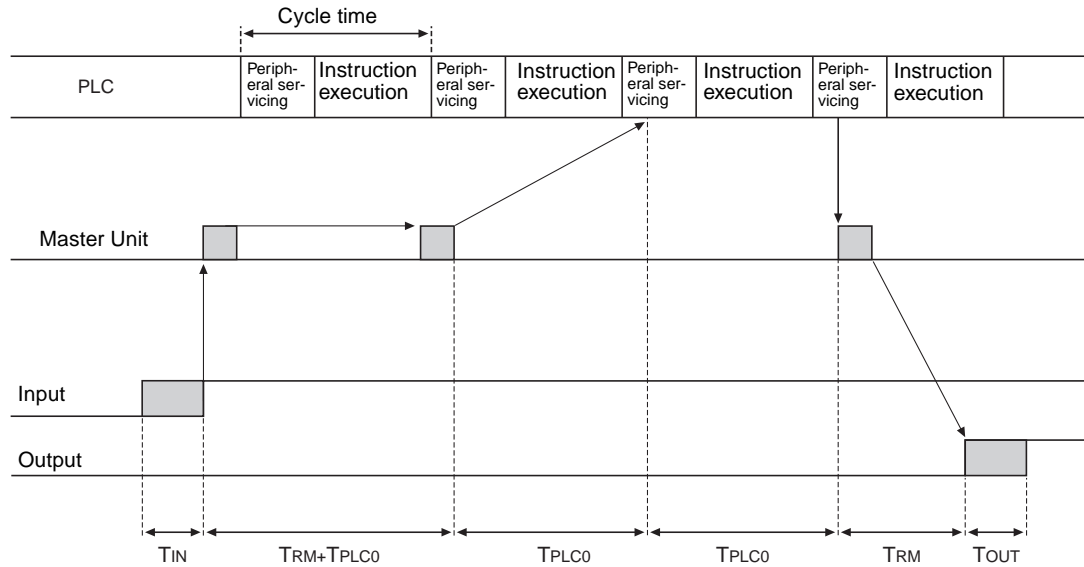 Cycle time
PLC
Periph-
eral ser-
vicing
Instruction
execution
Periph-
eral ser-
vicing
Instruction
execution
Periph-
eral ser-
vicing
Instruction
execution
Periph-
eral ser-
vicing
Instruction
execution
Master Unit
Input
Output
TIN
TRM+TPLC0
TPLC0
TPLC0
TRM
TOUT